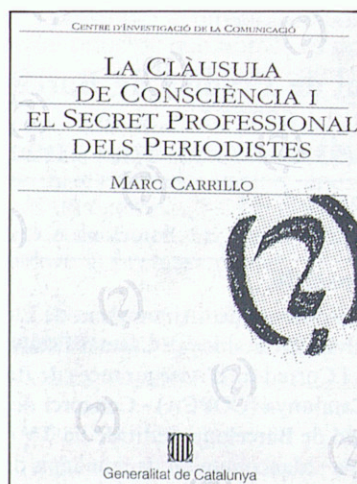 CENTRE D'INVESTIGACIÓ DE LA COMUNICACIÓ
LA CLÀUSULA
DE CONSCIÈNCIA I
EL SECRET PROFESSIONAL
DELS PERIODISTES
MARC CARRILLO
(?)
Generalitat de Catalunya